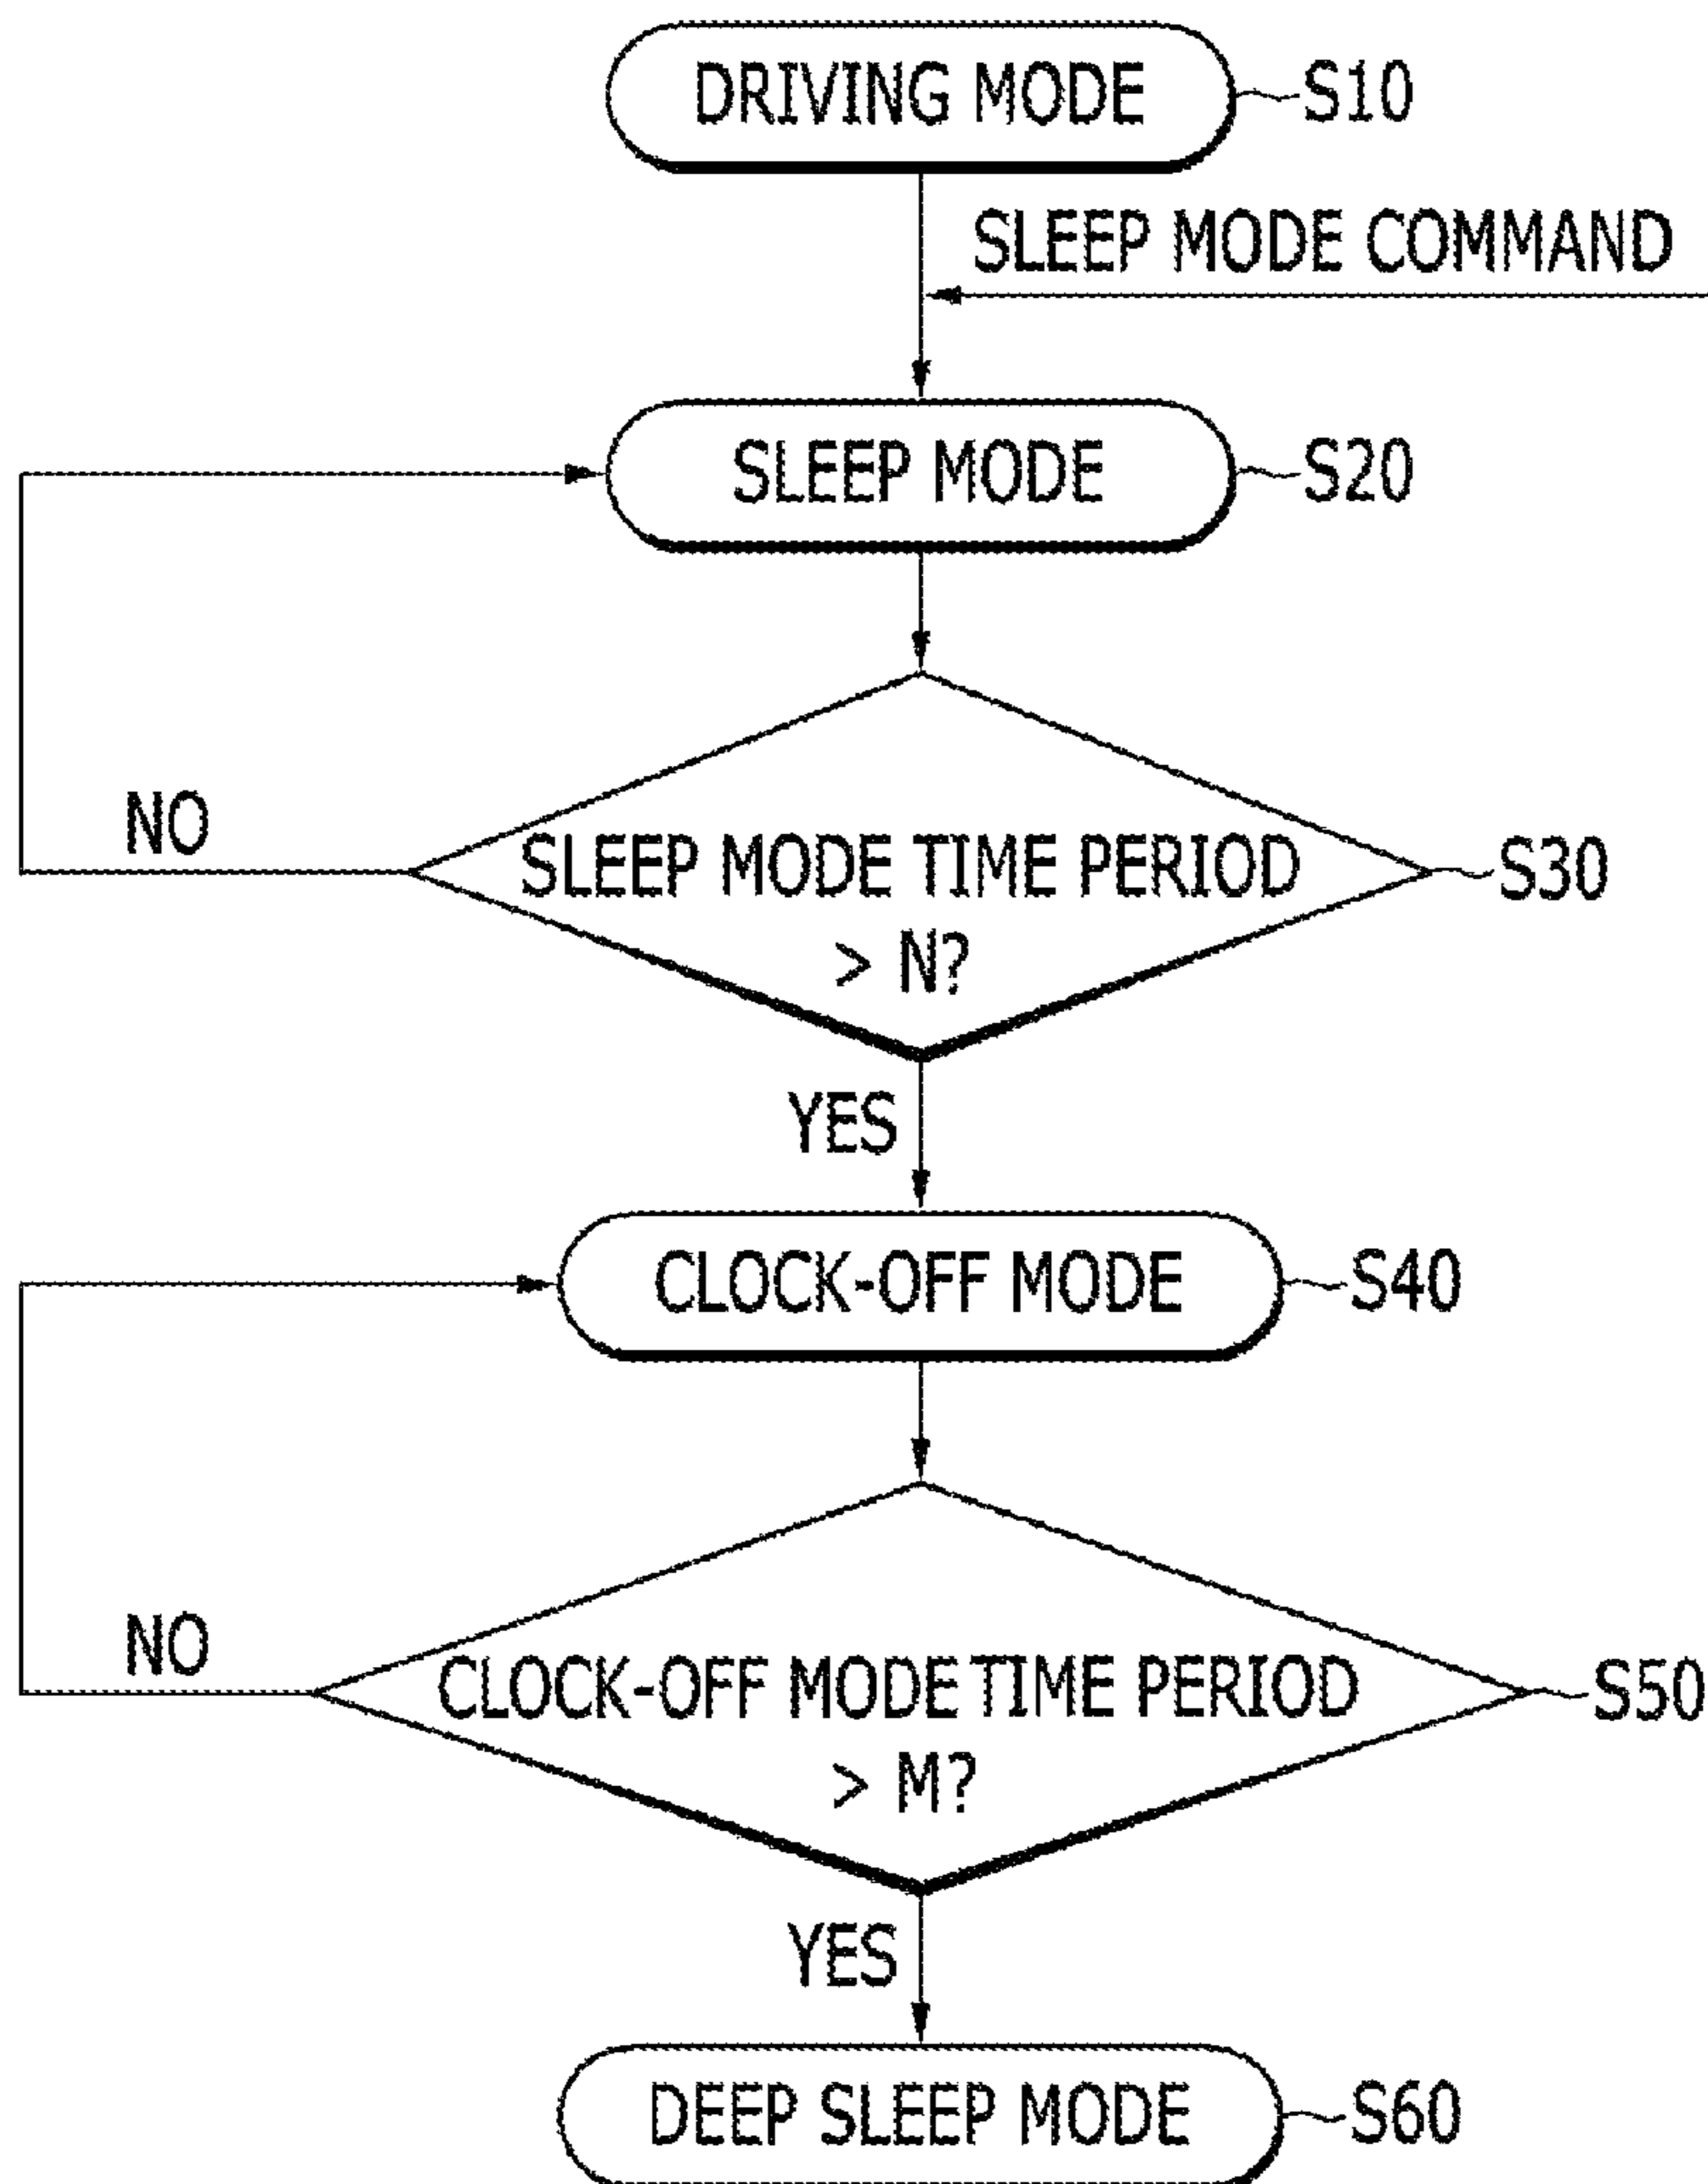 DRIVING MODE S10
SLEEP MODE COMMAND
SLEEP MODE S20
NO
SLEEP MODE TIME PERIOD S30
> N?
YES
CLOCK-OFF MODE S40
NO
CLOCK-OFF MODE TIME PERIOD S50
> M?
YES
DEEP SLEEP MODE S60